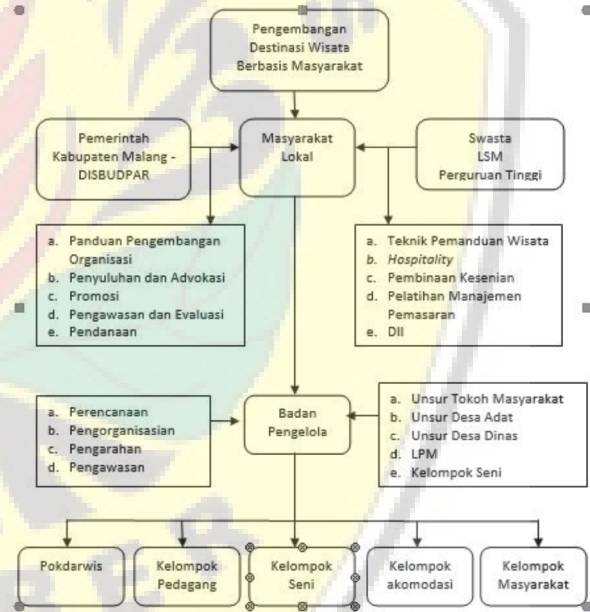 Pengembangan
Destinasi Wisata
Berbasis Masyarakat
Pemerintah
Kabupaten Malang -
DISBUDPAR
Masyarakat
Lokal
Swasta
LSM
Perguruan Tinggi
a. Panduan Pengembangan
Organisasi
b. Penyuluhan dan Advokasi
c. Promosi
d. Pengawasan dan Evaluasi
e. Pendanaan
a. Teknik Pemanduan Wisata
b. Hospitality
c. Pembinaan Kesenian
d. Pelatihan Manajemen
Pemasaran
e. Dll
a. Perencanaan
b. Pengorganisasian
c. Pengarahan
d. Pengawasan
Badan
Pengelola
a. Unsur Tokoh Masyarakat
b. Unsur Desa Adat
c. Unsur Desa Dinas
d. LPM
e. Kelompok Seni
Pokdarwis
Kelompok
Pedagang
Kelompok
Seni
Kelompok
akomodasi
Kelompok
Masyarakat